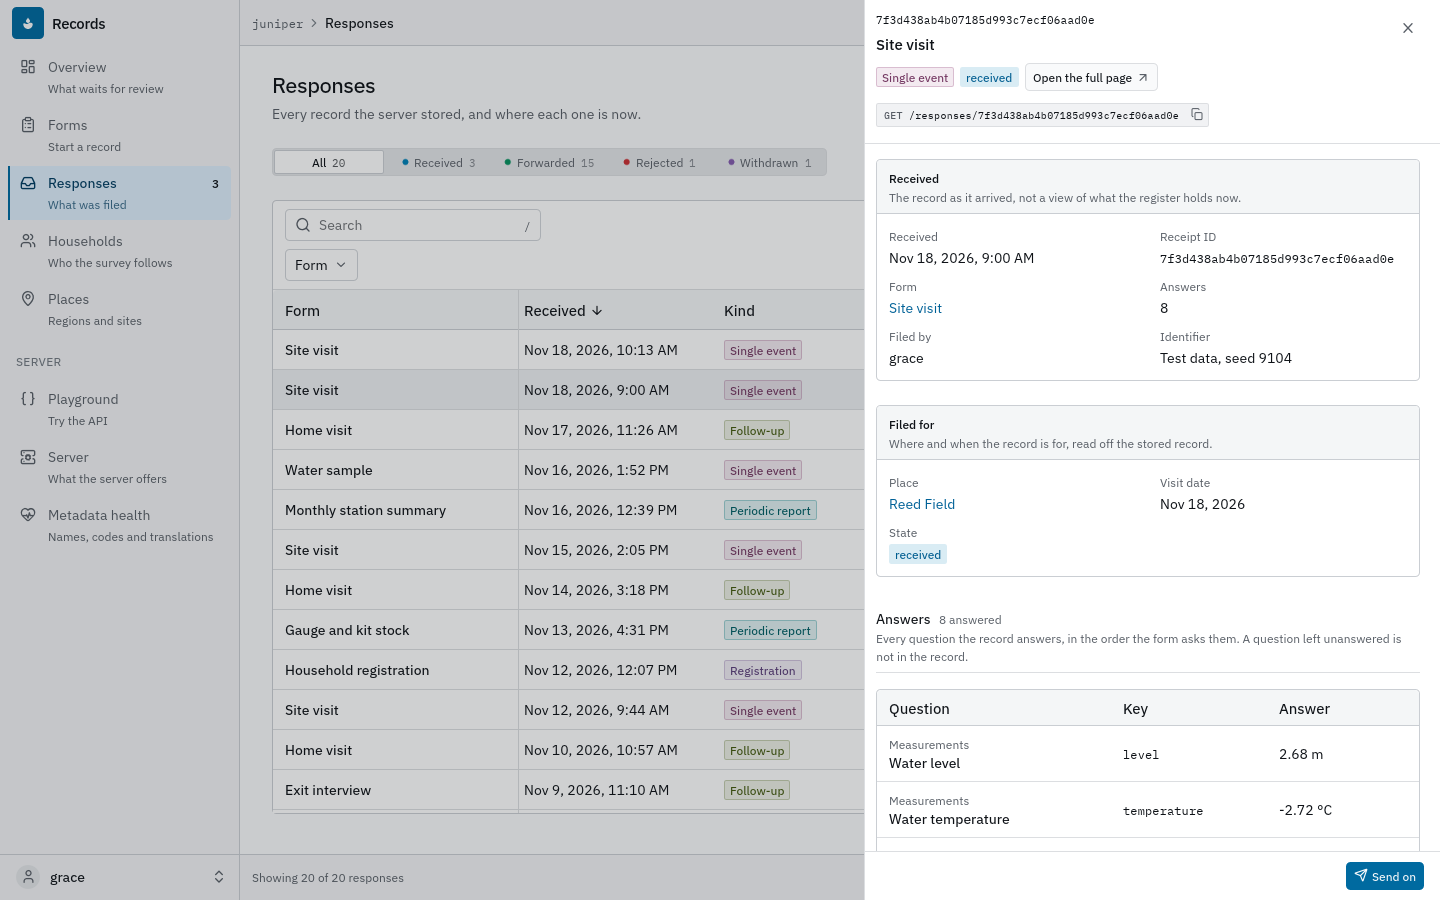 Records
Overview
What waits for review
Forms
Start a record
Responses
3
What was filed
Households
Who the survey follows
Places
Regions and sites
SERVER
Playground
Try the API
Server
What the server offers
Metadata health
Names, codes and translations
grace
juniper > Responses
Responses
Every record the server stored, and where each one is now.
All 20
Received 3
Forwarded 15
Rejected 1
Withdrawn 1
Search /
Form
Form Received Kind
Site visit Nov 18, 2026, 10:13 AM Single event
Site visit Nov 18, 2026, 9:00 AM Single event
Home visit Nov 17, 2026, 11:26 AM Follow-up
Water sample Nov 16, 2026, 1:52 PM Single event
Monthly station summary Nov 16, 2026, 12:39 PM Periodic report
Site visit Nov 15, 2026, 2:05 PM Single event
Home visit Nov 14, 2026, 3:18 PM Follow-up
Gauge and kit stock Nov 13, 2026, 4:31 PM Periodic report
Household registration Nov 12, 2026, 12:07 PM Registration
Site visit Nov 12, 2026, 9:44 AM Single event
Home visit Nov 10, 2026, 10:57 AM Follow-up
Exit interview Nov 9, 2026, 11:10 AM Follow-up
Showing 20 of 20 responses
7f3d438ab4b07185d993c7ecf06aad0e
Site visit
Single event received Open the full page
GET /responses/7f3d438ab4b07185d993c7ecf06aad0e
Received
The record as it arrived, not a view of what the register holds now.
Received
Nov 18, 2026, 9:00 AM
Receipt ID
7f3d438ab4b07185d993c7ecf06aad0e
Form
Site visit
Answers
8
Filed by
grace
Identifier
Test data, seed 9104
Filed for
Where and when the record is for, read off the stored record.
Place
Reed Field
Visit date
Nov 18, 2026
State
received
Answers 8 answered
Every question the record answers, in the order the form asks them. A question left unanswered is
not in the record.
Question Key Answer
Measurements
Water level level 2.68 m
Measurements
Water temperature temperature -2.72 °C
Send on